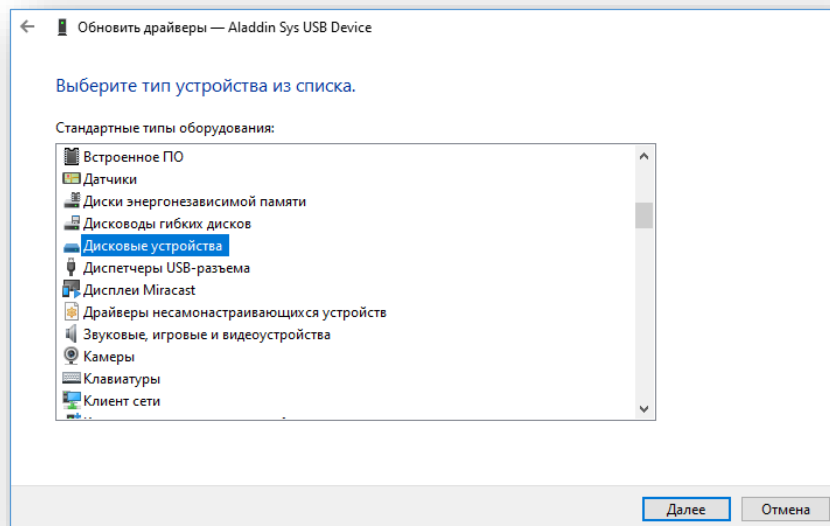 Обновить драйверы — Aladdin Sys USB Device
Выберите тип устройства из списка.
Стандартные типы оборудования:
Встроенное ПО
Датчики
Диски энергонезависимой памяти
Дисководы гибких дисков
Дисковые устройства
Диспетчеры USB-разъема
Дисплеи Miracast
Драйверы несамонастраивающихся устройств
Звуковые, игровые и видеоустройства
Камеры
Клавиатуры
Клиент сети
Далее
Отмена